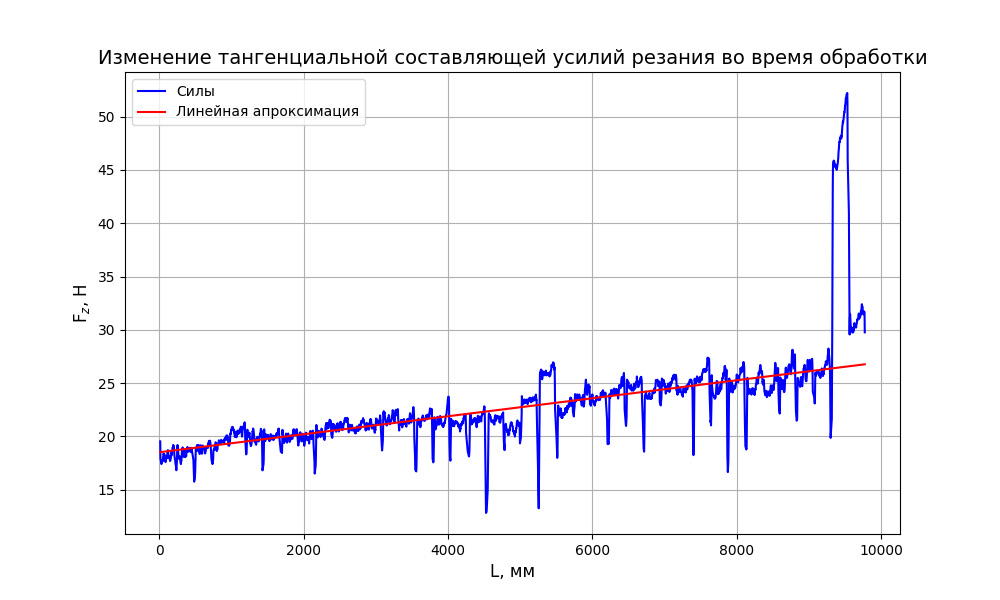 Изменение тангенциальной составляющей усилий резания во время обработки
Силы
Линейная апроксимация
50
45
40
35
30
25
20
15
F_z, Н
0 2000 4000 6000 8000 10000
L, мм